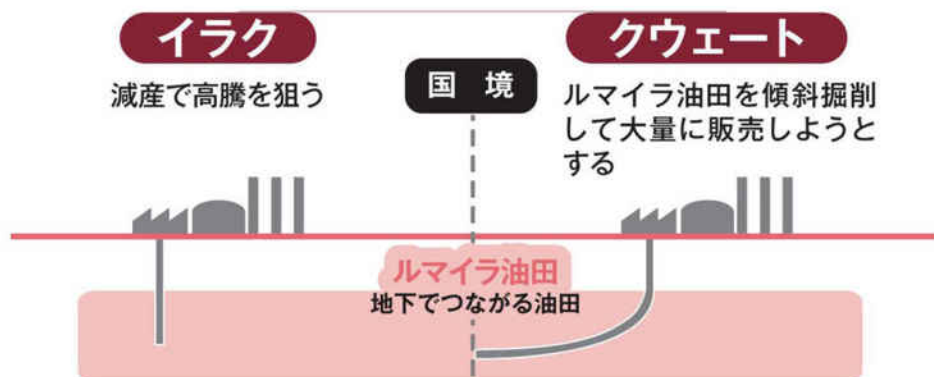 イラク
減産で高騰を狙う
国 境
クウェート
ルマイラ油田を傾斜掘削
して大量に販売しようと
する
ルマイラ油田
地下でつながる油田